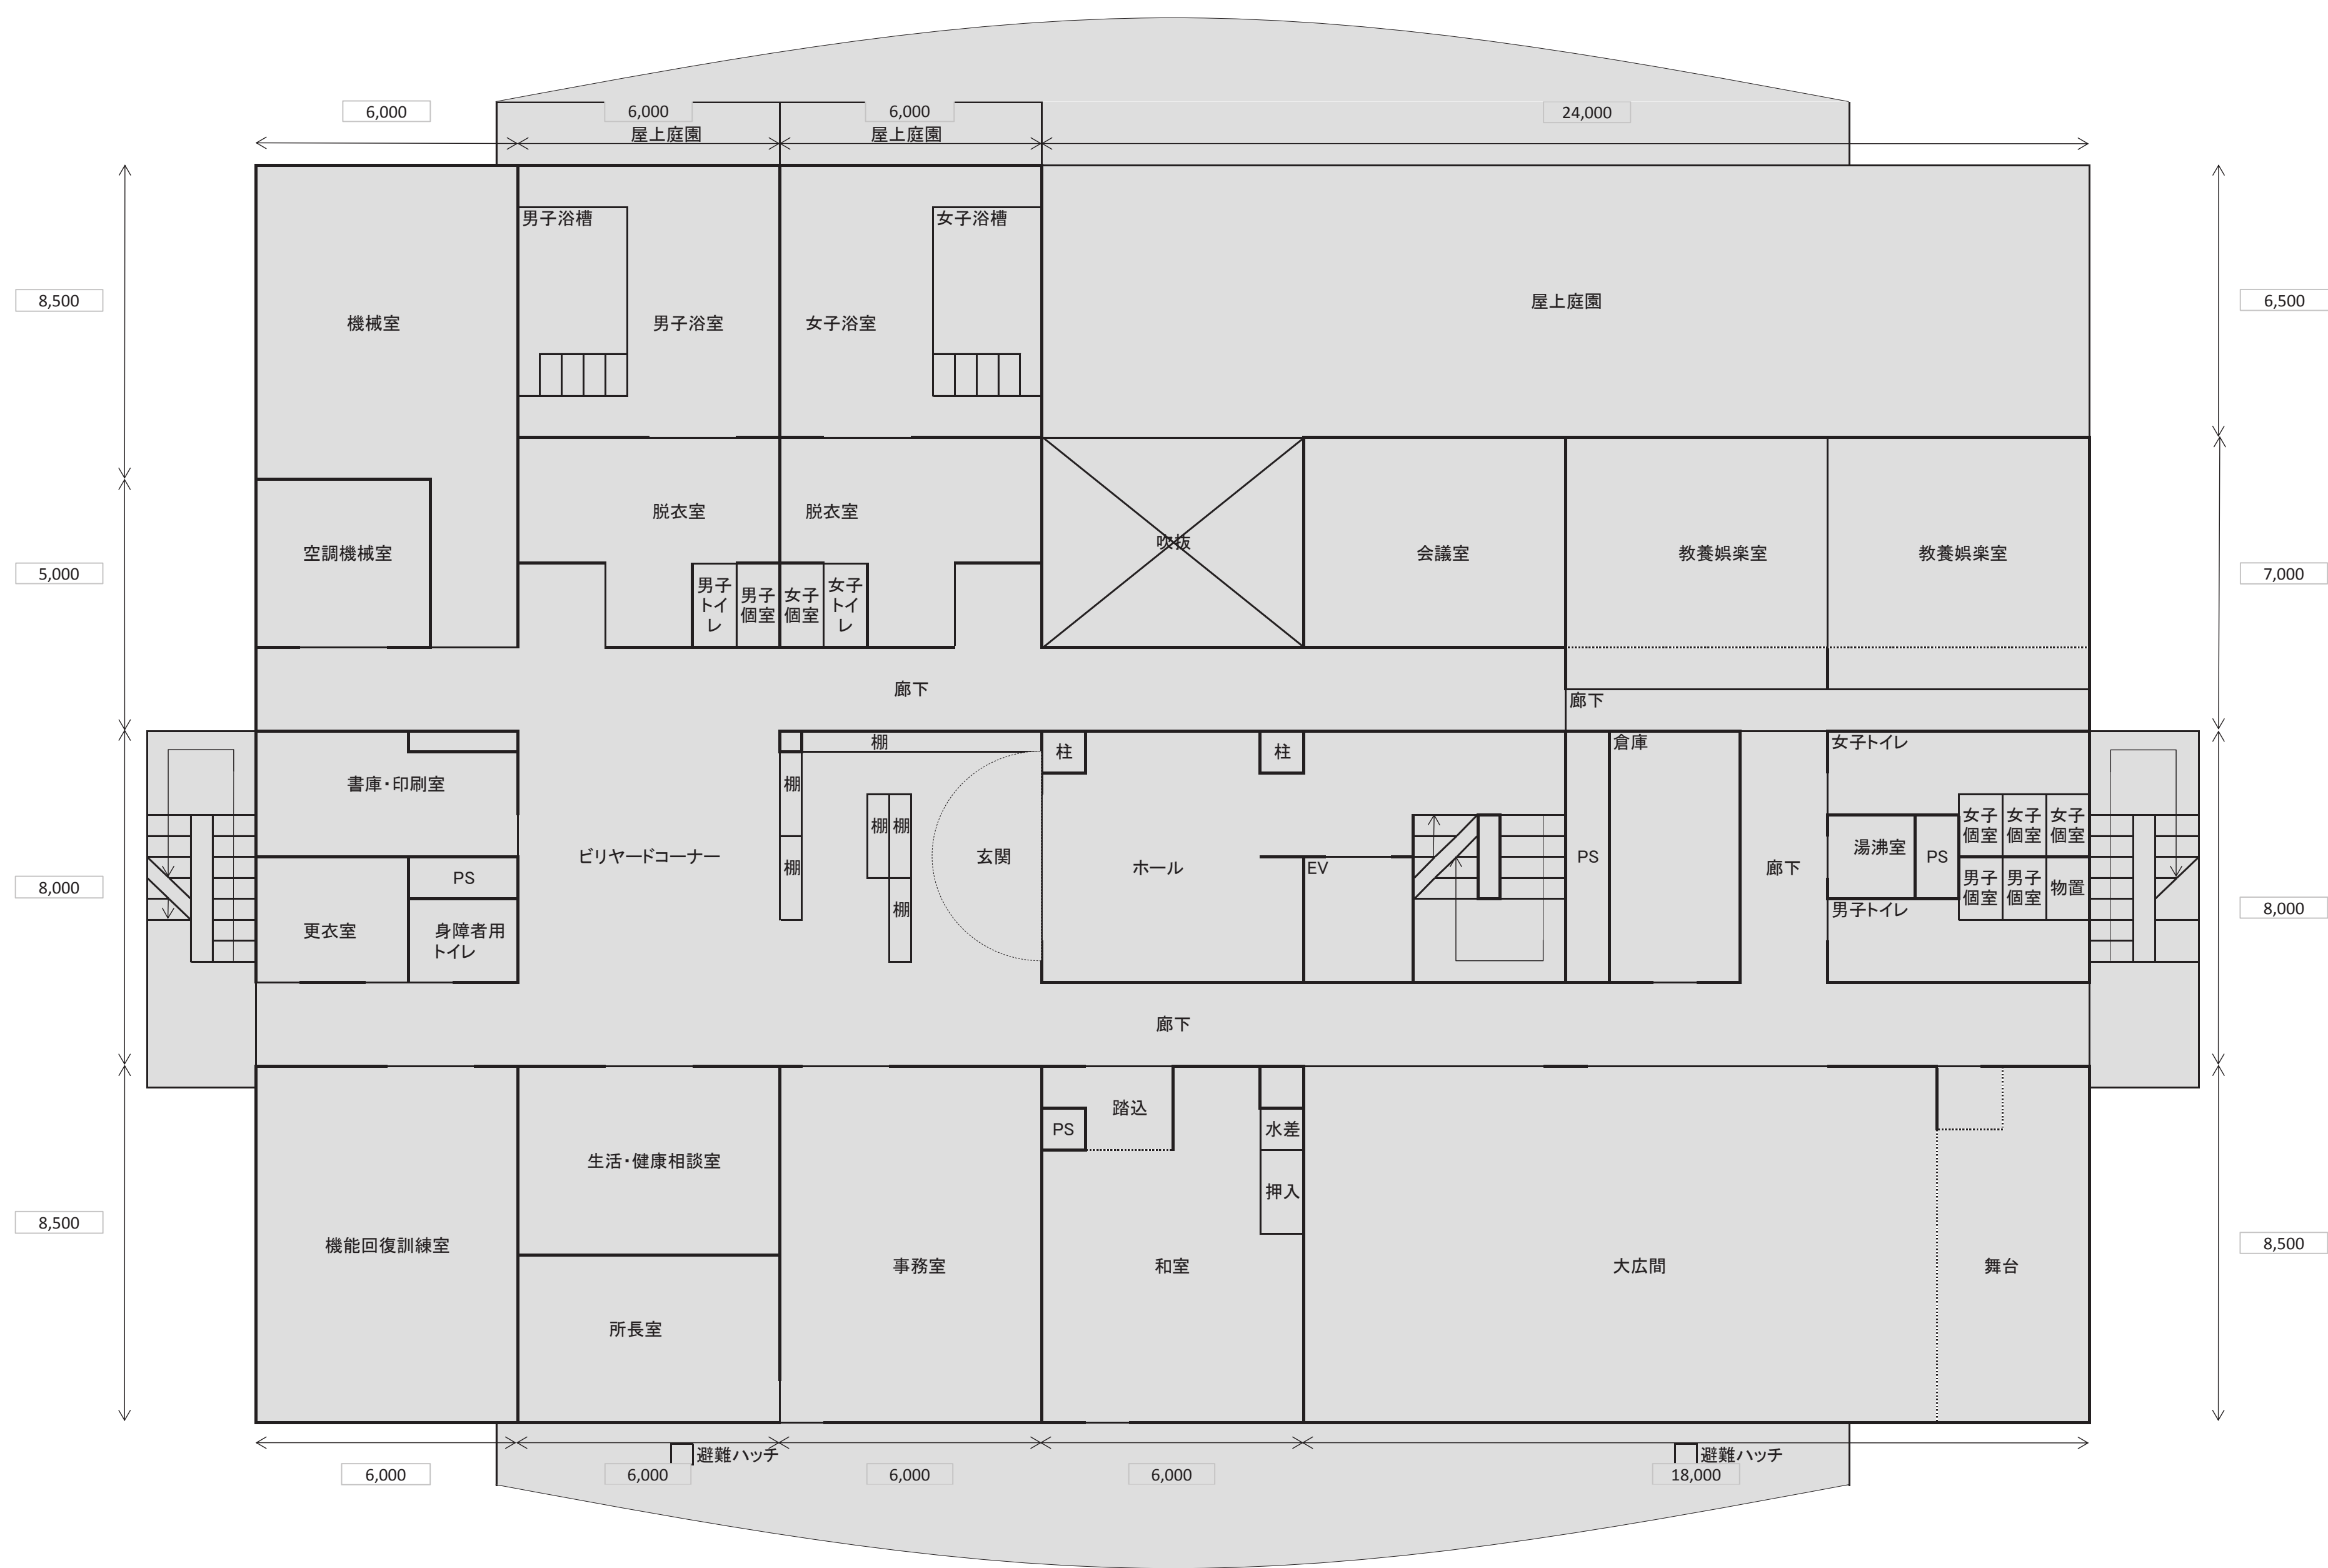 6,000
6,000
6,000
24,000
屋上庭園
屋上庭園
男子浴槽
女子浴槽
8,500
機械室
男子浴室
女子浴室
屋上庭園
6,500
脱衣室
脱衣室
吹抜
空調機械室
会議室
教養娯楽室
教養娯楽室
5,000
7,000
男子
トイ
レ
男子
個室
女子
個室
女子
トイ
レ
廊下
廊下
棚
柱
柱
倉庫
女子トイレ
書庫・印刷室
棚
棚
棚
棚
棚
ビリヤードコーナー
玄関
ホール
EV
PS
廊下
湯沸室
PS
女子
個室
女子
個室
女子
個室
男子
個室
男子
個室
物置
男子トイレ
PS
8,000
8,000
更衣室
身障者用
トイレ
廊下
踏込
PS
水差
押入
生活・健康相談室
8,500
機能回復訓練室
事務室
和室
大広間
舞台
8,500
所長室
避難ハッチ
避難ハッチ
6,000
6,000
6,000
6,000
18,000